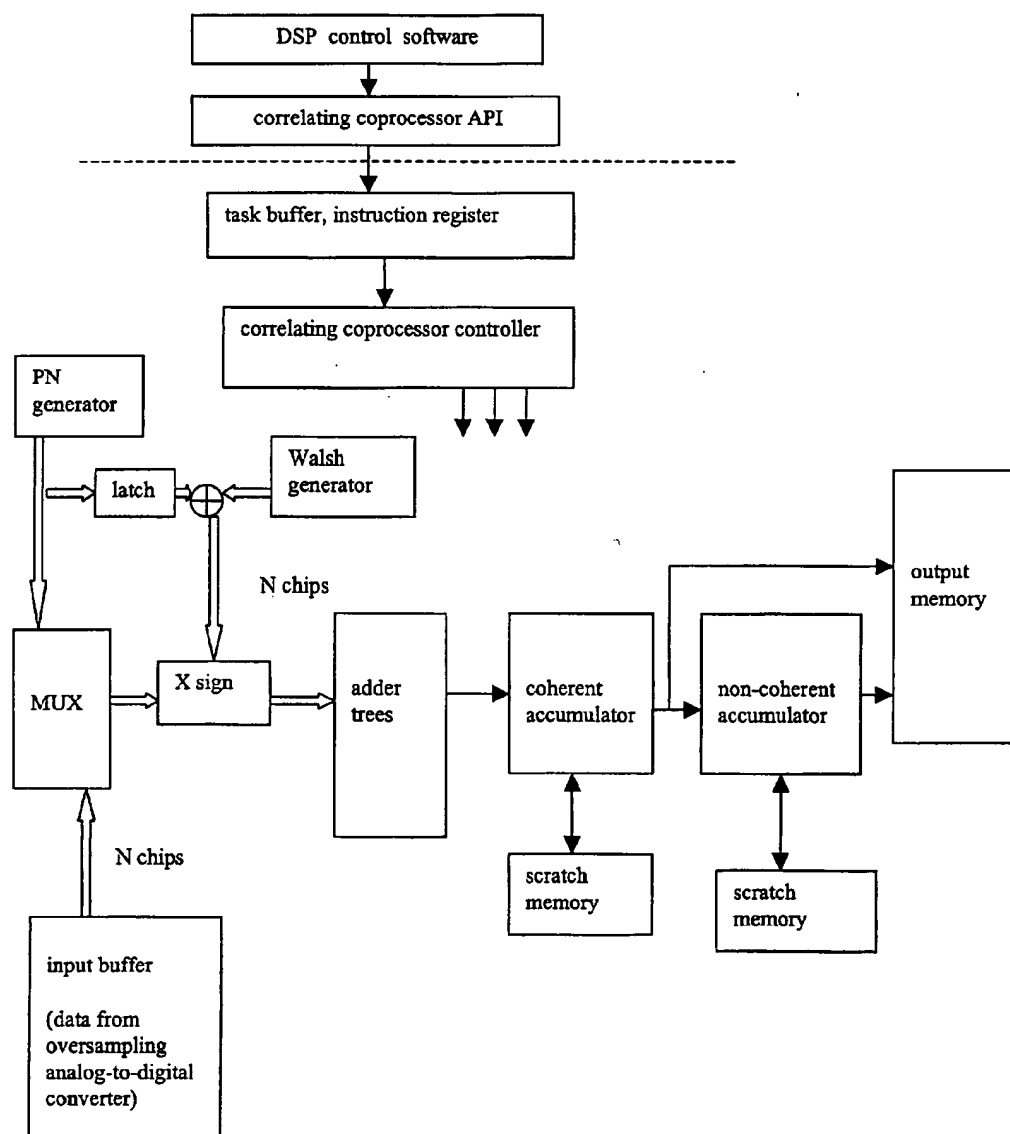 DSP control software
correlating coprocessor API
task buffer, instruction register
correlating coprocessor controller
PN
generator
Walsh
generator
latch
N chips
output
memory
MUX
X sign
adder
trees
coherent
accumulator
non-coherent
accumulator
N chips
scratch
memory
scratch
memory
input buffer
(data from
oversampling
analog-to-digital
converter)